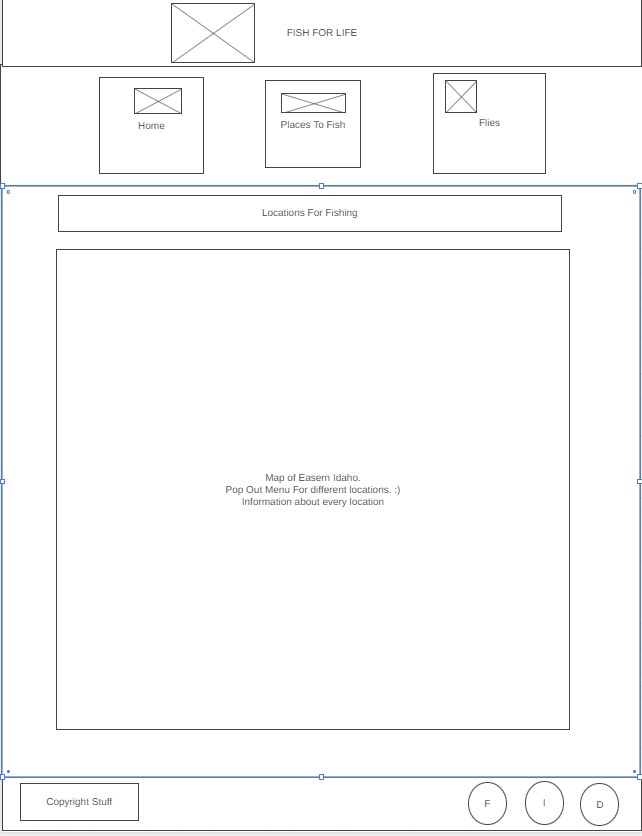 FISH FOR LIFE
Home
Places To Fish
Flies
Locations For Fishing
Map of Easern Idaho.
Pop Out Menu For different locations. :)
Information about every location
Copyright Stuff
F
I
D